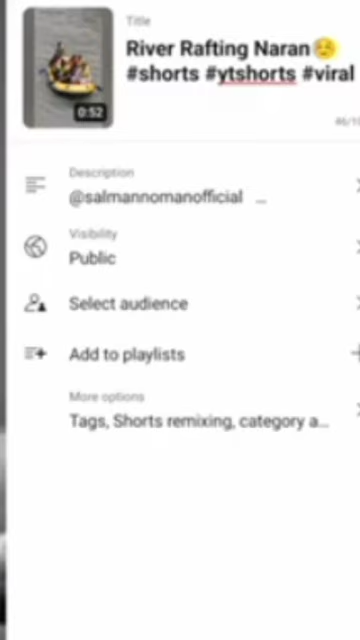 Title
River Rafting Naran😔
#shorts #ytshorts #viral
0:52
Description
@salmannomanofficial ...
Visibility
Public
Select audience
Add to playlists
More options
Tags, Shorts remixing, category a...